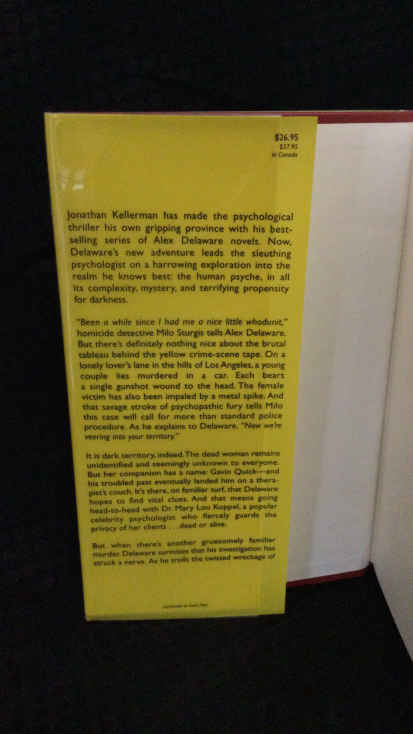 $26.95
$37.95
in Canada
Jonathan Kellerman has made the psychological
thriller his own gripping province with his best-
selling series of Alex Delaware novels. Now,
Delaware's new adventure leads the sleuthing
psychologist on a harrowing exploration into the
realm he knows best: the human psyche, in all
its complexity, mystery, and terrifying propensity
for darkness.
"Been a while since I had me a nice little whodunit,"
homicide detective Milo Sturgis tells Alex Delaware.
But there's definitely nothing nice about the brutal
tableau behind the yellow crime-scene tape. On a
lonely lover's lane in the hills of Los Angeles, a young
couple lies murdered in a car. Each bears
a single gunshot wound to the head. The female
victim has also been impaled by a metal spike. And
that savage stroke of psychopathic fury tells Milo
this case will call for more than standard police
procedure. As he explains to Delaware, "Now we're
veering into your territory."
It is dark territory, indeed. The dead woman remains
unidentified and seemingly unknown to everyone.
But her companion has a name: Gavin Quick—and
his troubled past eventually landed him on a thera-
pist's couch. It's there, on familiar turf, that Delaware
hopes to find vital clues. And that means going
head-to-head with Dr. Mary Lou Koppel, a popular
celebrity psychologist who fiercely guards the
privacy of her clients . . . dead or alive.
But when there's another gruesomely familiar
murder, Delaware surmises that his investigation has
struck a nerve. As he trolls the twisted wreckage of